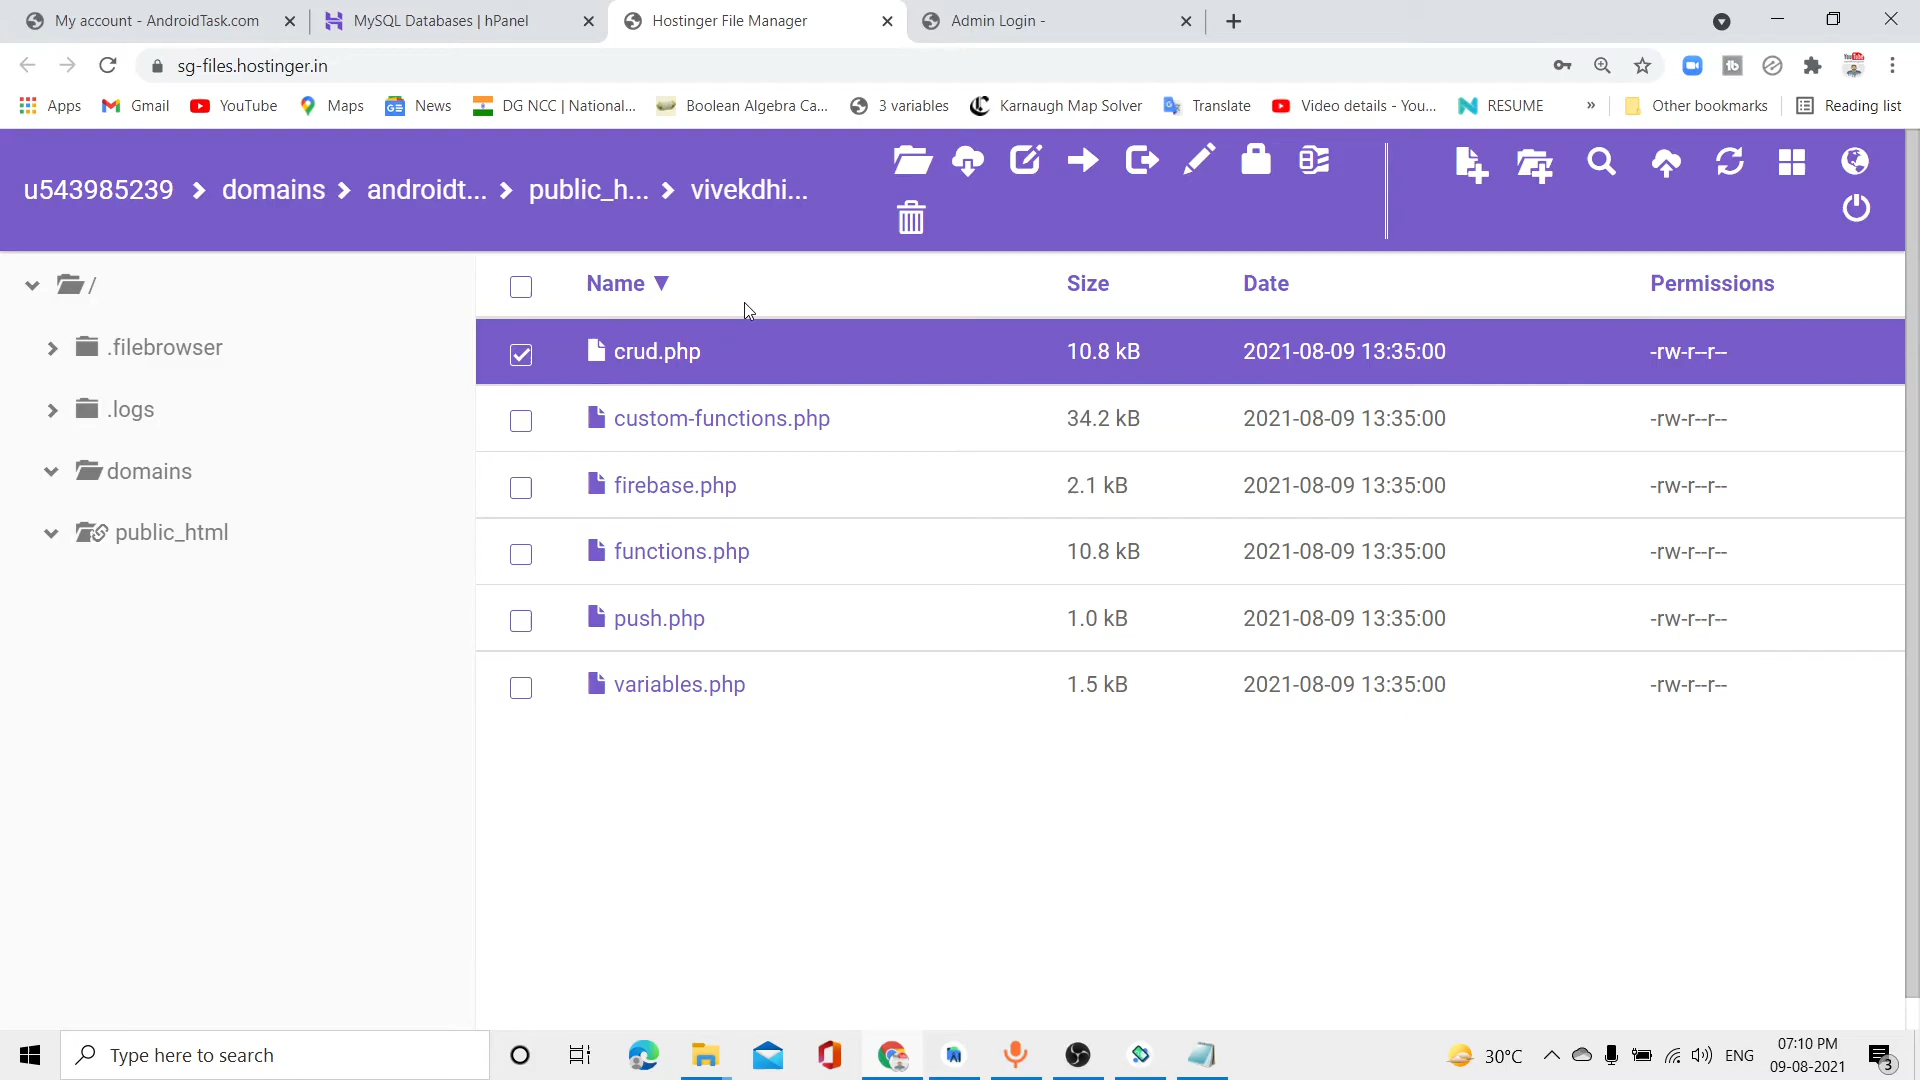 My account - AndroidTask.com
MySQL Databases | hPanel
Hostinger File Manager
Admin Login -
sg-files.hostinger.in
Apps
Gmail
YouTube
Maps
News
DG NCC | National...
Boolean Algebra Ca...
3 variables
Karnaugh Map Solver
Translate
Video details - You...
RESUME
»
Other bookmarks
Reading list
u543985239 > domains > androidt... > public_h... > vivekdhi...
/
.filebrowser
.logs
domains
public_html
Name ▼ Size Date Permissions
crud.php 10.8 kB 2021-08-09 13:35:00 -rw-r--r--
custom-functions.php 34.2 kB 2021-08-09 13:35:00 -rw-r--r--
firebase.php 2.1 kB 2021-08-09 13:35:00 -rw-r--r--
functions.php 10.8 kB 2021-08-09 13:35:00 -rw-r--r--
push.php 1.0 kB 2021-08-09 13:35:00 -rw-r--r--
variables.php 1.5 kB 2021-08-09 13:35:00 -rw-r--r--
Type here to search
30°C
ENG
07:10 PM
09-08-2021
3